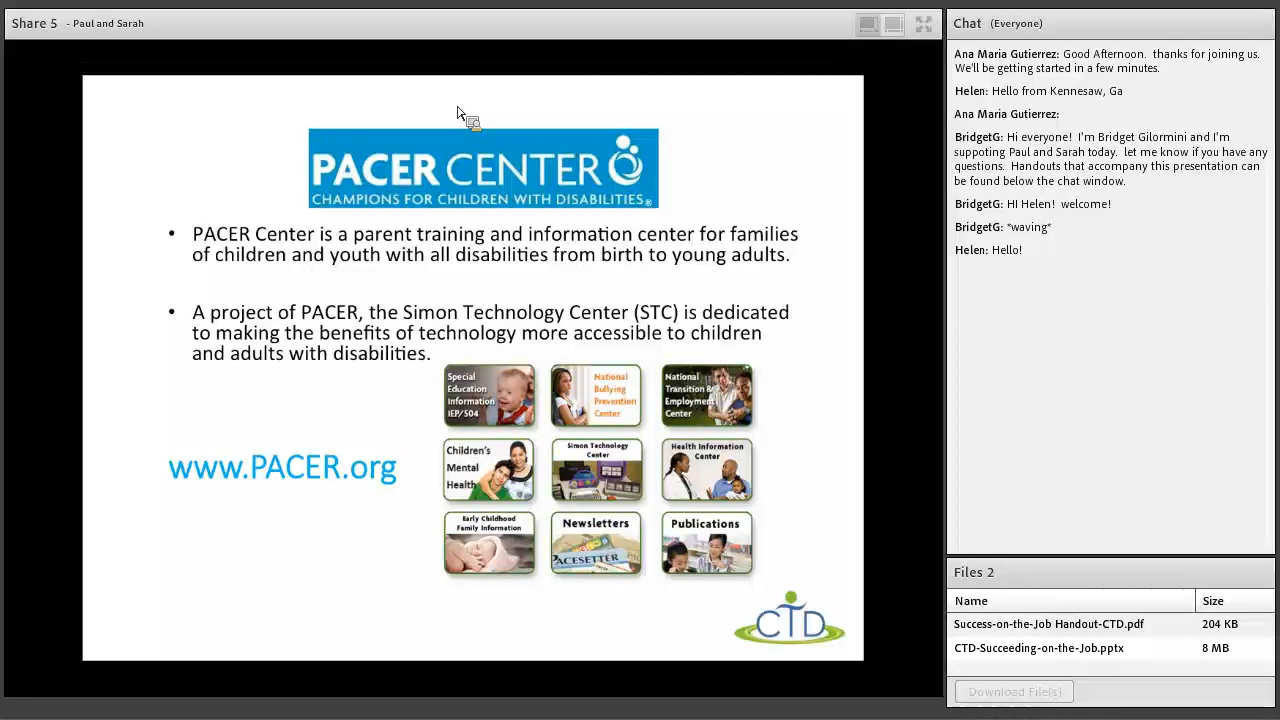 Share 5 - Paul and Sarah
PACER CENTER
CHAMPIONS FOR CHILDREN WITH DISABILITIES®
• PACER Center is a parent training and information center for families
of children and youth with all disabilities from birth to young adults.
• A project of PACER, the Simon Technology Center (STC) is dedicated
to making the benefits of technology more accessible to children
and adults with disabilities.
Special
Education
Information
IEP/504
National
Bullying
Prevention
Center
National
Transition &
Employment
Center
www.PACER.org
Children's
Mental
Health
Simon Technology
Center
Health Information
Center
Early Childhood
Family Information
Newsletters
PACESETTER
Publications
CTD
Chat (Everyone)
Ana Maria Gutierrez: Good Afternoon. thanks for joining us.
We'll be getting started in a few minutes.
Helen: Hello from Kennesaw, Ga
Ana Maria Gutierrez:
BridgetG: Hi everyone! I'm Bridget Gilormini and I'm
suppoting Paul and Sarah today. let me know if you have any
questions. Handouts that accompany this presentation can
be found below the chat window.
BridgetG: HI Helen! welcome!
BridgetG: *waving*
Helen: Hello!
Files 2
Name Size
Success-on-the-Job Handout-CTD.pdf 204 KB
CTD-Succeeding-on-the-Job.pptx 8 MB
Download File(s)